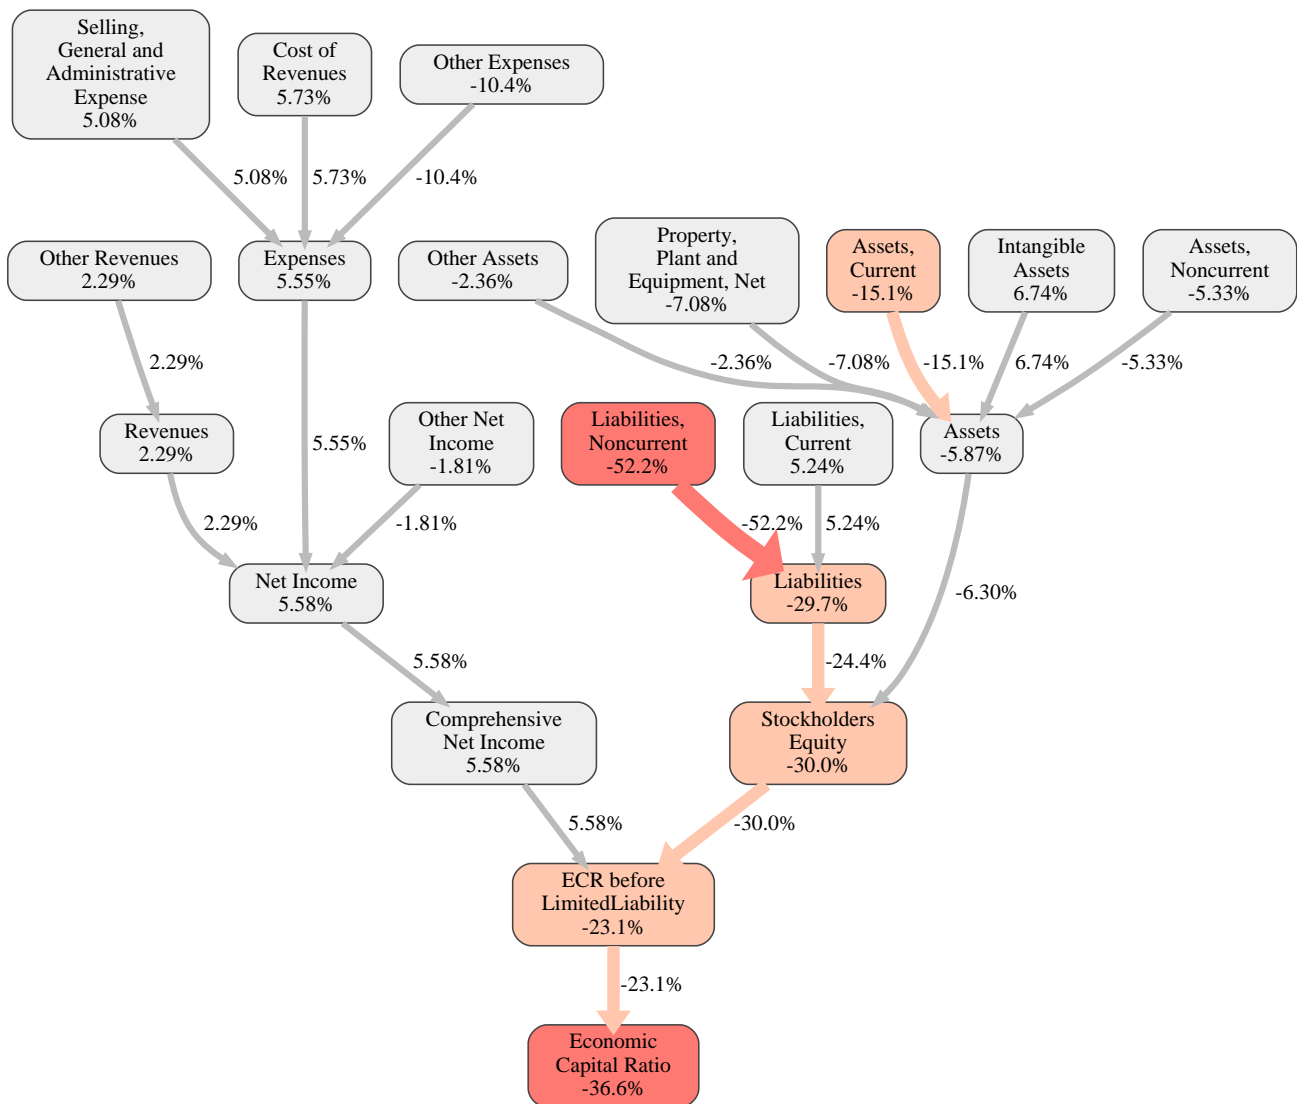 Selling,
General and
Administrative
Expense
5.08%
Cost of
Revenues
5.73%
Other Expenses
-10.4%
5.08%
5.73%
-10.4%
Other Revenues
2.29%
Expenses
5.55%
Other Assets
-2.36%
Property,
Plant and
Equipment, Net
-7.08%
Assets,
Current
-15.1%
Intangible
Assets
6.74%
Assets,
Noncurrent
-5.33%
2.29%
5.55%
-2.36%
-7.08%
-15.1%
6.74%
-5.33%
Revenues
2.29%
Other Net
Income
-1.81%
Liabilities,
Noncurrent
-52.2%
Liabilities,
Current
5.24%
Assets
-5.87%
2.29%
-1.81%
-52.2%
5.24%
-6.30%
Net Income
5.58%
Liabilities
-29.7%
5.58%
-24.4%
Comprehensive
Net Income
5.58%
Stockholders
Equity
-30.0%
5.58%
-30.0%
ECR before
LimitedLiability
-23.1%
-23.1%
Economic
Capital Ratio
-36.6%